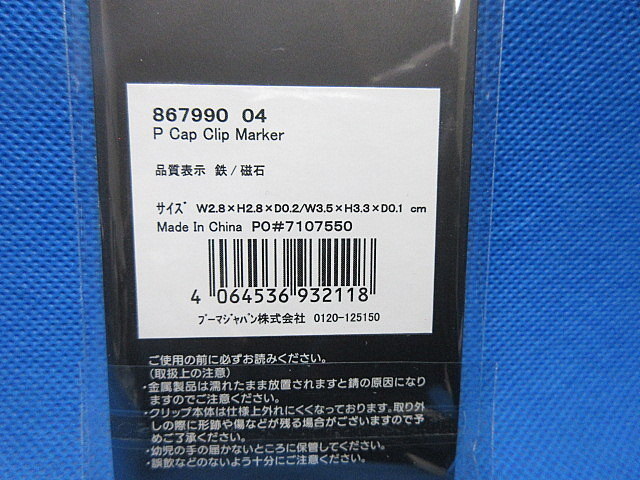 867990 04
P Cap Clip Marker
品質表示 鉄/磁石
サイズ W2.8×H2.8×D0.2/W3.5×H3.3×D0.1 cm
Made In China PO#7107550
4 064536 932118
プーマジャパン株式会社 0120-125150
ご使用の前に必ずお読みください。
(取扱上の注意)
・金属製品は濡れたまま放置されますと錆の原因になり
ますのでご注意ください。
・クリップ本体は仕様上外れにくくなっております。取り外
しの際に形跡や傷などが残る場合がございますので予
めご了承ください。
・幼児の手の届かないところに保管してください。
・誤飲などのないよう十分にご注意ください。